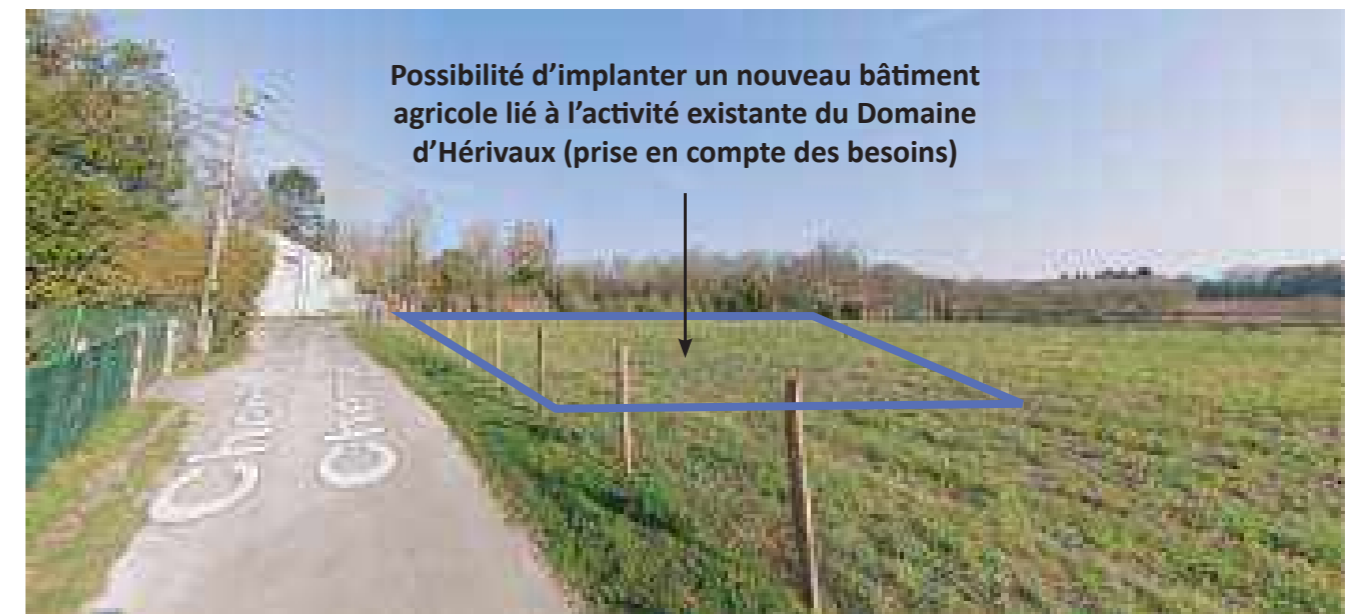 Possibilité d’implanter un nouveau bâtiment
agricole lié à l’activité existante du Domaine
d’Hérivaux (prise en compte des besoins)